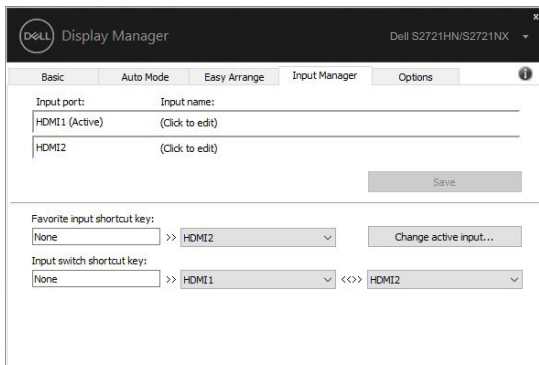 x
DELL Display Manager Dell S2721HN/S2721NX
Basic Auto Mode Easy Arrange Input Manager Options i
Input port: Input name:
HDMI1 (Active) (Click to edit)
HDMI2 (Click to edit)
Save
Favorite input shortcut key:
None >> HDMI2 Change active input...
Input switch shortcut key:
None >> HDMI1 <<>> HDMI2